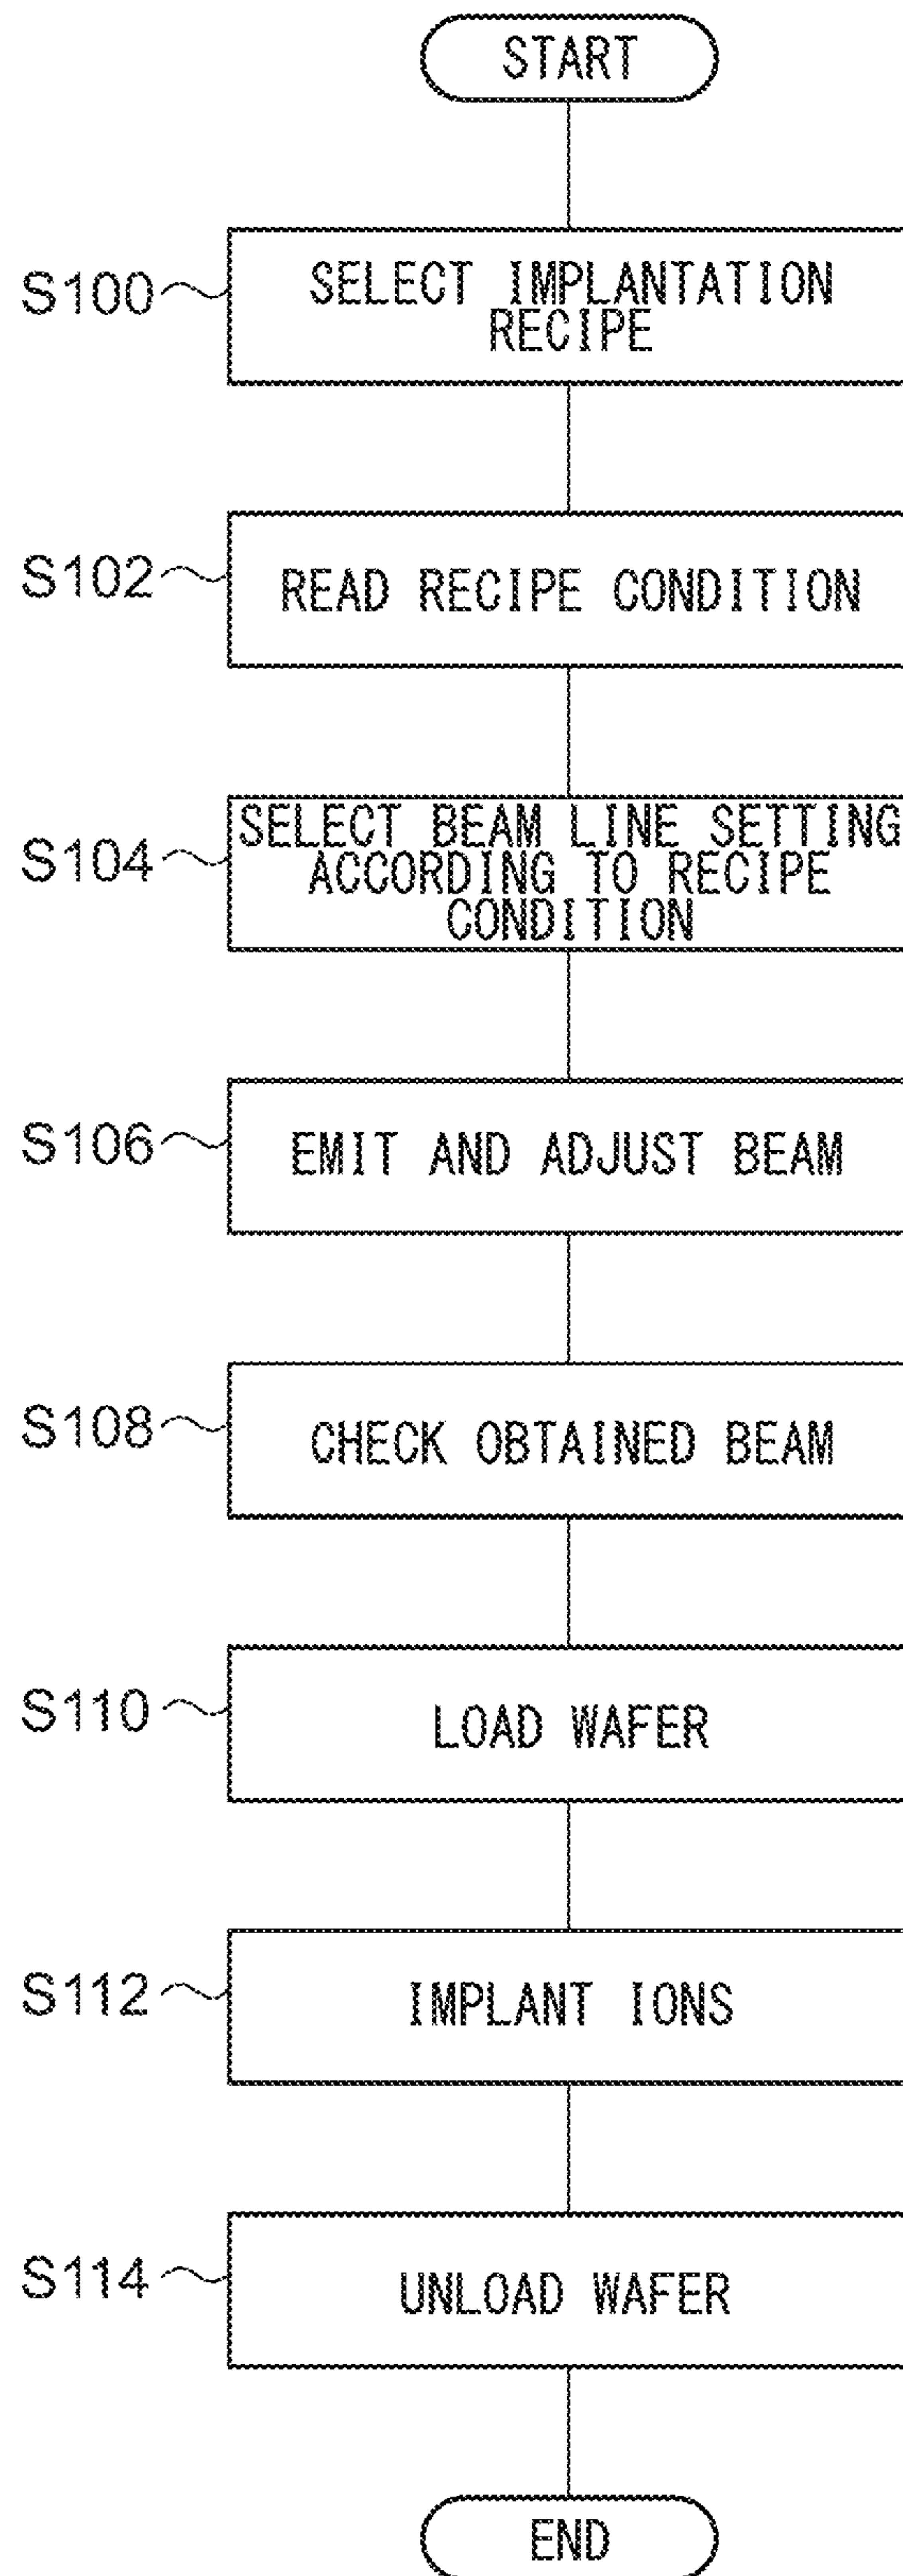 START
S100
SELECT IMPLANTATION
RECIPE
S102
READ RECIPE CONDITION
S104
SELECT BEAM LINE SETTING
ACCORDING TO RECIPE
CONDITION
S106
EMIT AND ADJUST BEAM
S108
CHECK OBTAINED BEAM
S110
LOAD WAFER
S112
IMPLANT IONS
S114
UNLOAD WAFER
END